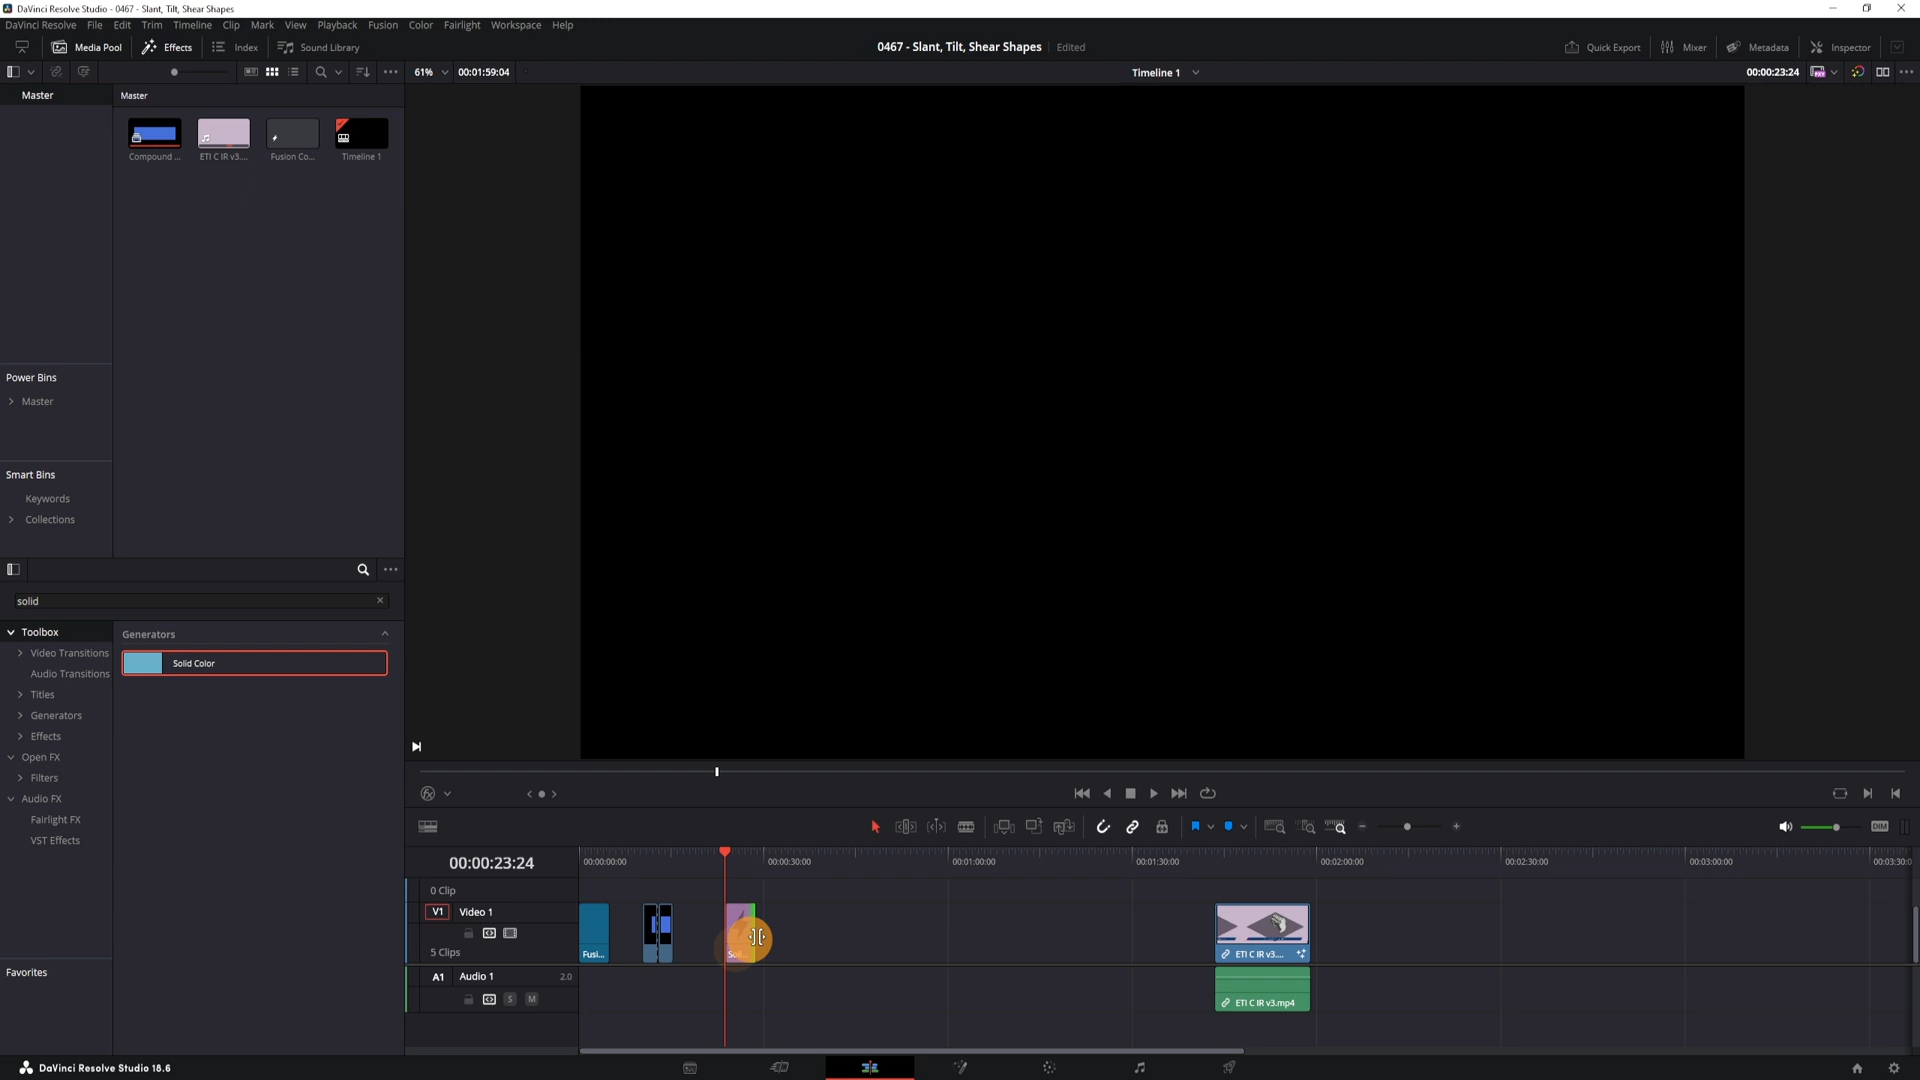 DaVinci Resolve Studio - 0467 - Slant, Tilt, Shear Shapes
DaVinci Resolve File Edit Trim Timeline Clip Mark View Playback Fusion Color Fairlight Workspace Help
Media Pool Effects Index Sound Library 0467 - Slant, Tilt, Shear Shapes Edited Quick Export Mixer Metadata Inspector
61% 00:01:59:04 Timeline 1 00:00:23:24
Master Master
Compound ... ETI C IR v3.... Fusion Co... Timeline 1
Power Bins
Master
Smart Bins
Keywords
Collections
solid
Toolbox Generators
Video Transitions Solid Color
Audio Transitions
Titles
Generators
Effects
Open FX
Filters
Audio FX
Fairlight FX
VST Effects
Favorites
DIM
00:00:23:24 00:00:00:00 00:00:30:00 00:01:00:00 00:01:30:00 00:02:00:00 00:02:30:00 00:03:00:00 00:03:30:0
0 Clip
V1 Video 1
5 Clips Fusi... Soli... ETI C IR v3....
A1 Audio 1 2.0
S M ETI C IR v3.mp4
DaVinci Resolve Studio 18.6